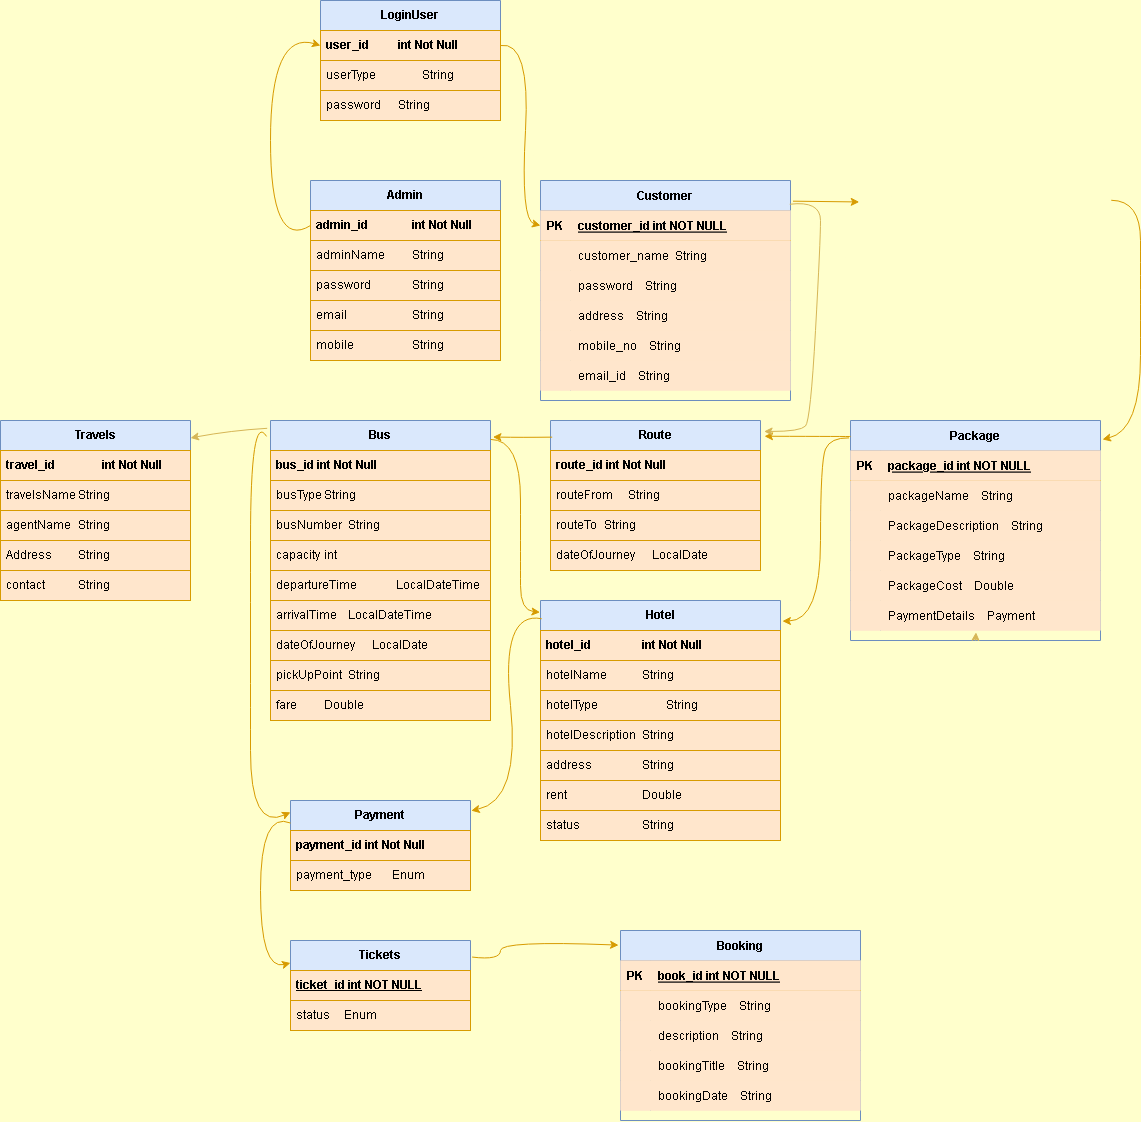 LoginUser
user_id int Not Null
userType String
password String
Admin
admin_id int Not Null
adminName String
password String
email String
mobile String
Customer
PK customer_id int NOT NULL
customer_name String
password String
address String
mobile_no String
email_id String
Travels
travel_id int Not Null
travelsName String
agentName String
Address String
contact String
Bus
bus_id int Not Null
busType String
busNumber String
capacity int
departureTime LocalDateTime
arrivalTime LocalDateTime
dateOfJourney LocalDate
pickUpPoint String
fare Double
Route
route_id int Not Null
routeFrom String
routeTo String
dateOfJourney LocalDate
Package
PK package_id int NOT NULL
packageName String
PackageDescription String
PackageType String
PackageCost Double
PaymentDetails Payment
Hotel
hotel_id int Not Null
hotelName String
hotelType String
hotelDescription String
address String
rent Double
status String
Payment
payment_id int Not Null
payment_type Enum
Tickets
ticket_id int NOT NULL
status Enum
Booking
PK book_id int NOT NULL
bookingType String
description String
bookingTitle String
bookingDate String